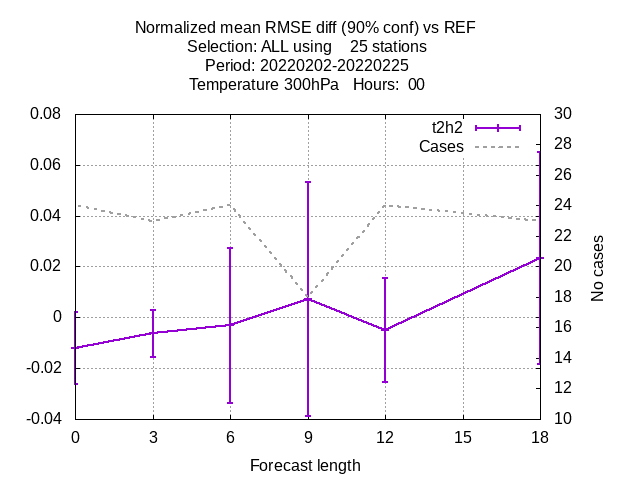 Normalized mean RMSE diff (90% conf) vs REF
Selection: ALL using    25 stations
Period: 20220202-20220225
Temperature 300hPa   Hours:  00
0.08
0.06
0.04
0.02
0
-0.02
-0.04
t2h2
Cases
30
28
26
24
22
20
18
16
14
12
10
No cases
0 3 6 9 12 15 18
Forecast length